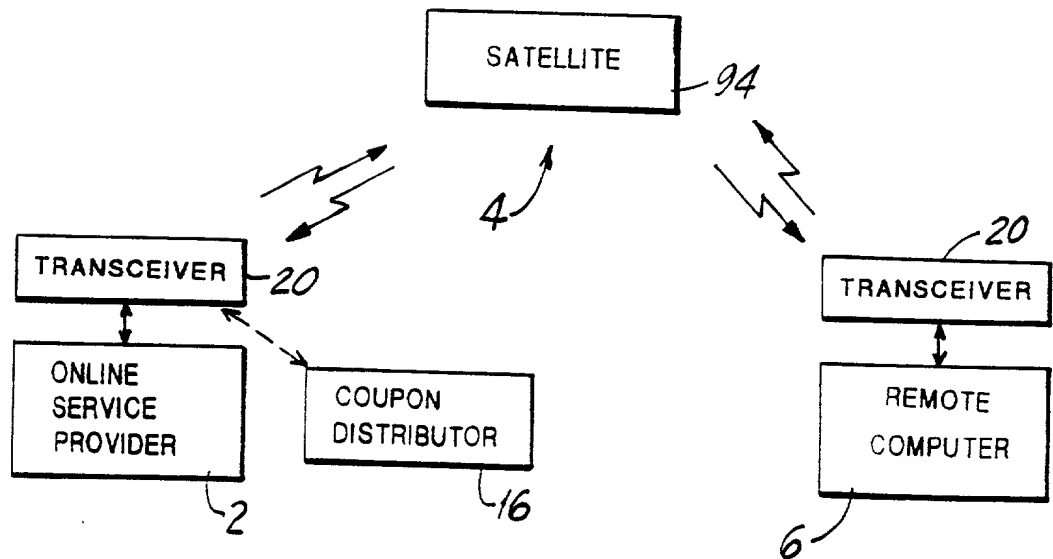 SATELLITE
94
4
TRANSCEIVER
20
20
TRANSCEIVER
ONLINE
SERVICE
PROVIDER
2
COUPON
DISTRIBUTOR
16
REMOTE
COMPUTER
6